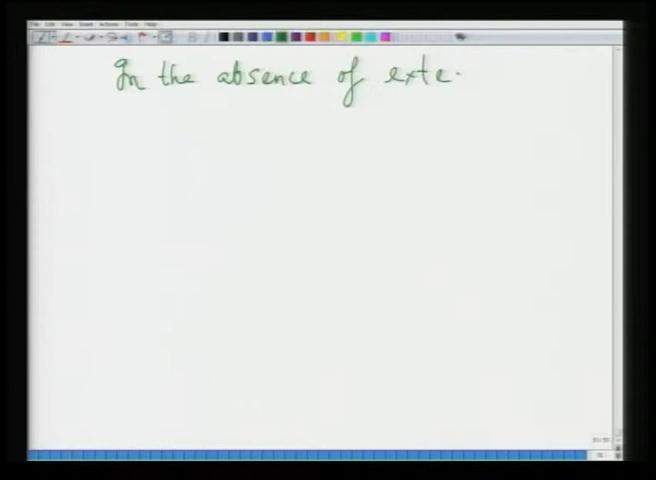 In the absence of exte.